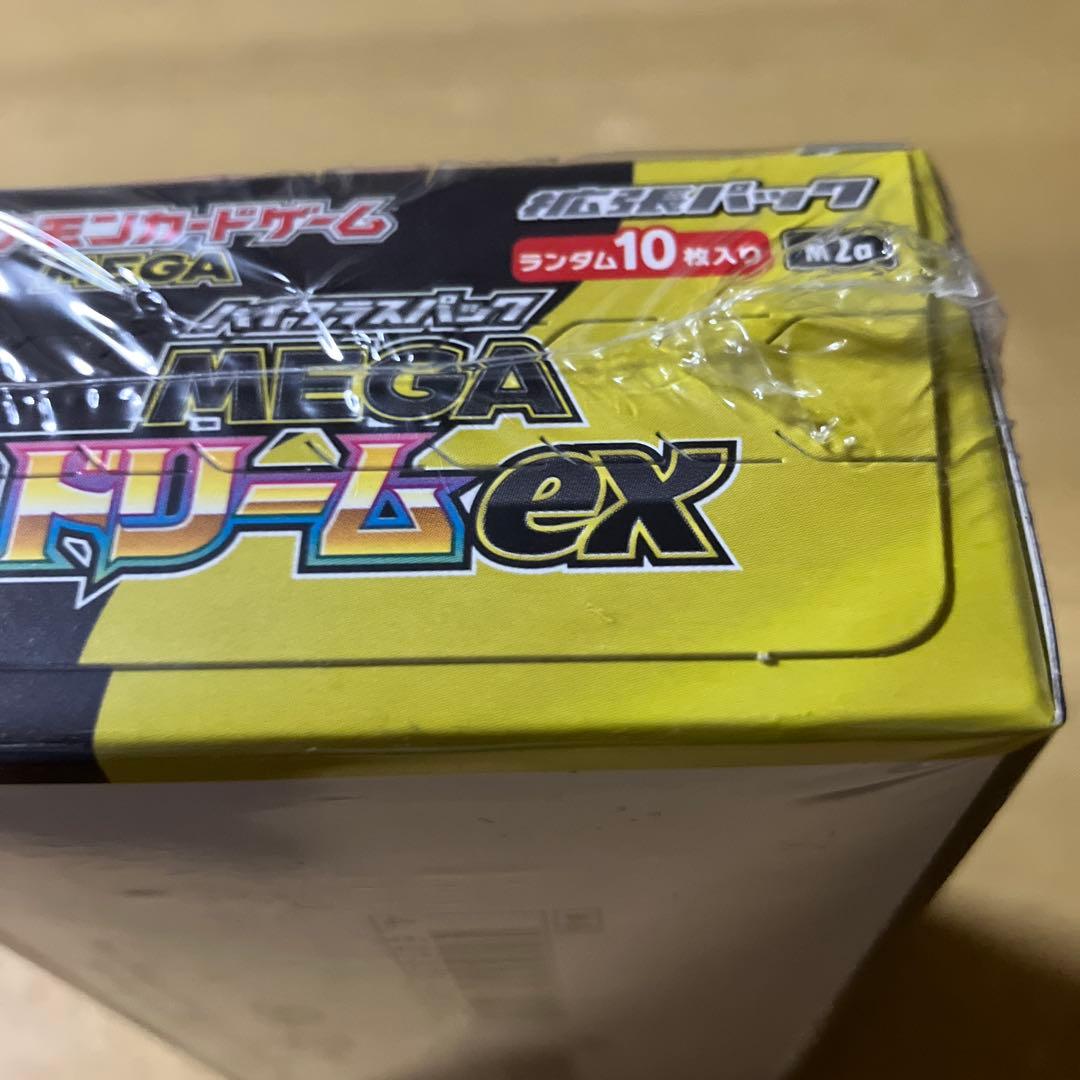 モンカードゲーム
MEGA
拡張パック
ランダム10枚入り
M2a
ハイクラスパック
MEGA
ドリームex